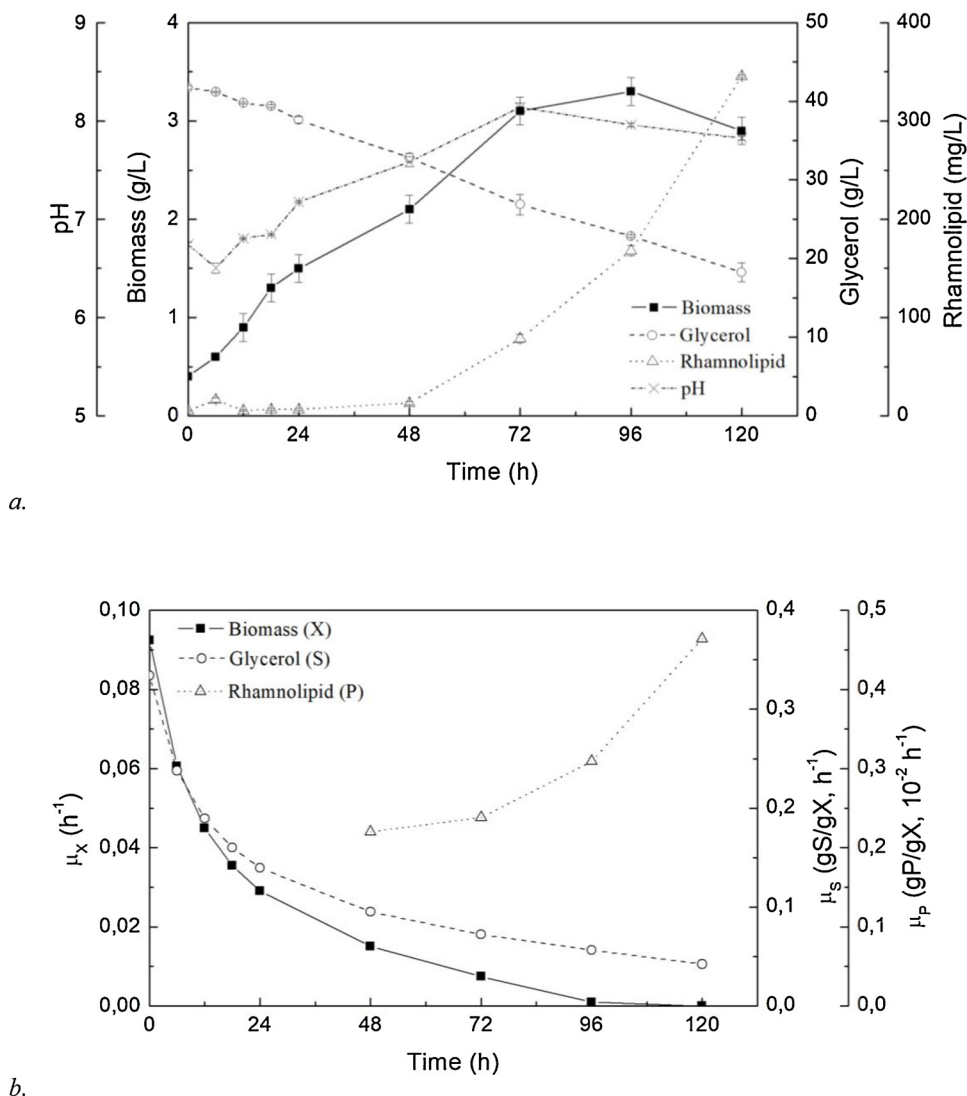 9
8
7
6
5
pH
4
3
2
1
0
Biomass (g/L)
50
40
30
20
10
0
Glycerol (g/L)
400
300
200
100
0
Rhamnolipid (mg/L)
Biomass
Glycerol
Rhamnolipid
pH
0 24 48 72 96 120
Time (h)
a.
0,10
0,08
0,06
0,04
0,02
0,00
μX (h-1)
Biomass (X)
Glycerol (S)
Rhamnolipid (P)
0,4
0,3
0,2
0,1
0,0
μS (gS/gX, h-1)
0,5
0,4
0,3
0,2
0,1
0,0
μP (gP/gX, 10-2 h-1)
0 24 48 72 96 120
Time (h)
b.